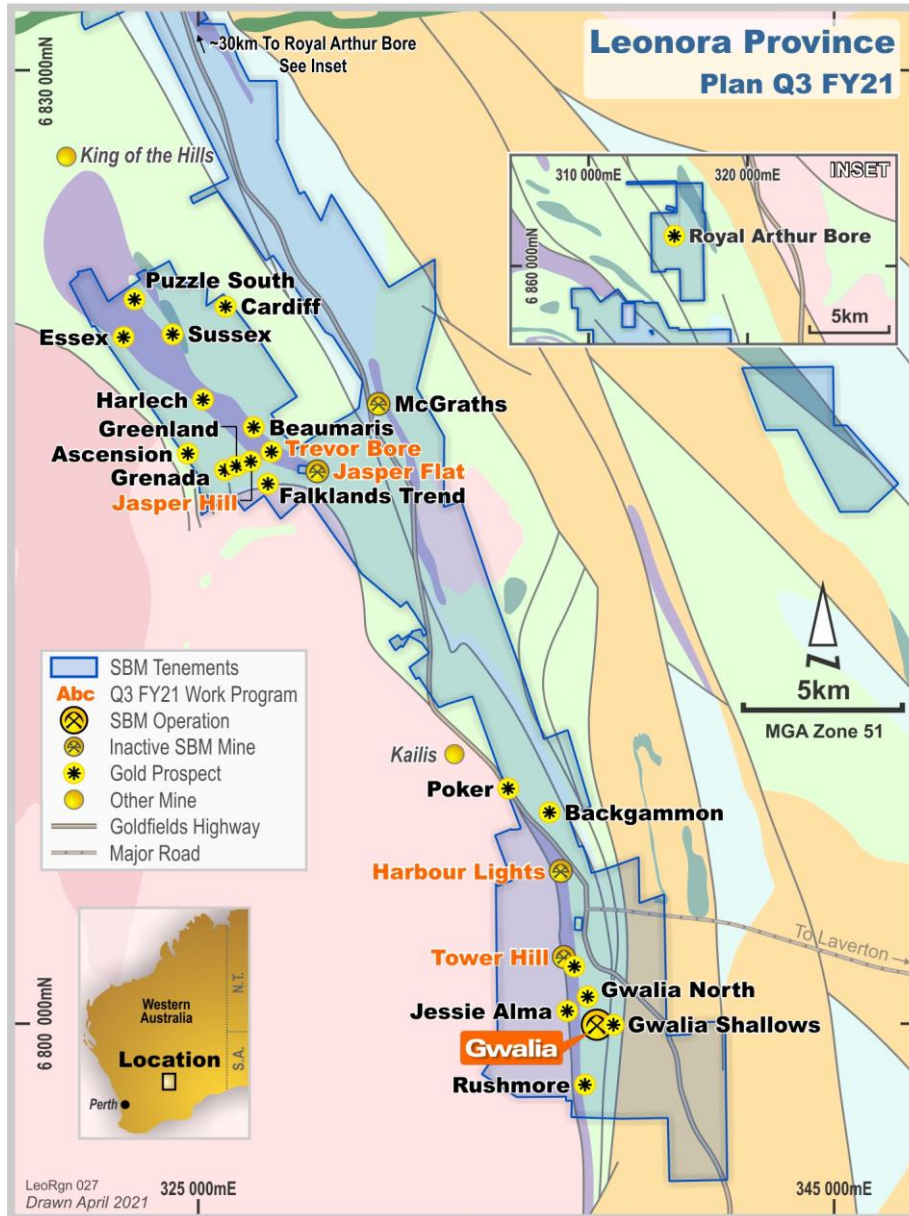 Leonora Province
Plan Q3 FY21
~30km To Royal Arthur Bore
See Inset
6 830 000mN
King of the Hills
INSET
310 000mE
320 000mE
Royal Arthur Bore
6 860 000mN
5km
Puzzle South
Cardiff
Essex
Sussex
Harlech
McGraths
Greenland
Beaumaris
Ascension
Trevor Bore
Grenada
Jasper Flat
Jasper Hill
Falklands Trend
SBM Tenements
Abc
Q3 FY21 Work Program
SBM Operation
Inactive SBM Mine
Gold Prospect
Other Mine
Goldfields Highway
Major Road
N
5km
MGA Zone 51
Kailis
Poker
Backgammon
Harbour Lights
To Laverton
Tower Hill
Gwalia North
Jessie Alma
Gwalia Shallows
Gwalia
Rushmore
6 800 000mN
Western
Australia
N.T.
S.A.
Location
Perth
LeoRgn 027
Drawn April 2021
325 000mE
345 000mE